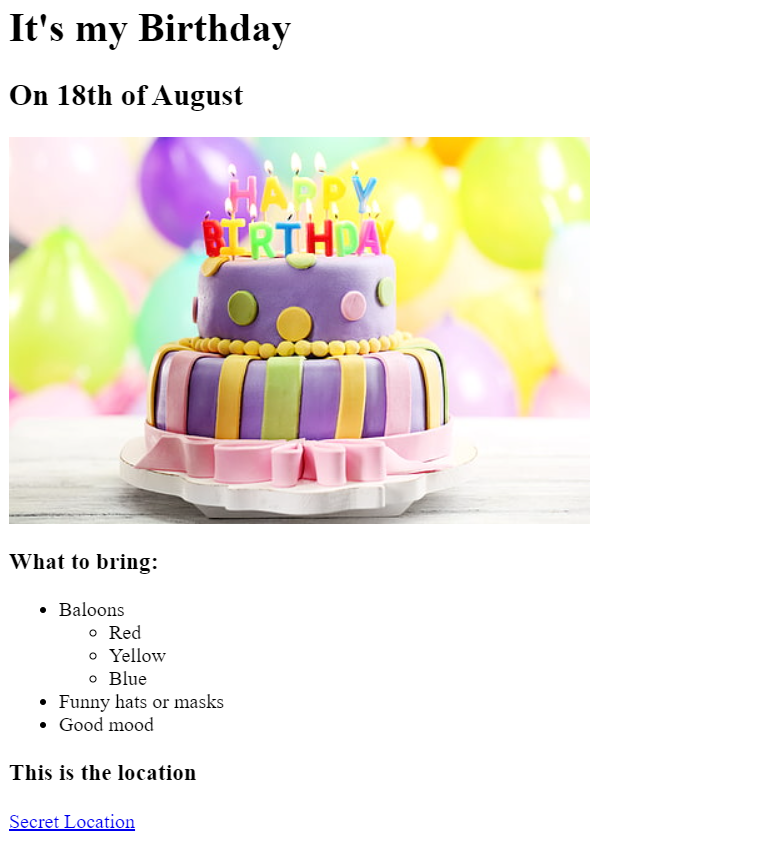 It's my Birthday
On 18th of August
HAPPY
BIRTHDAY
What to bring:
Baloons
Red
Yellow
Blue
Funny hats or masks
Good mood
This is the location
Secret Location